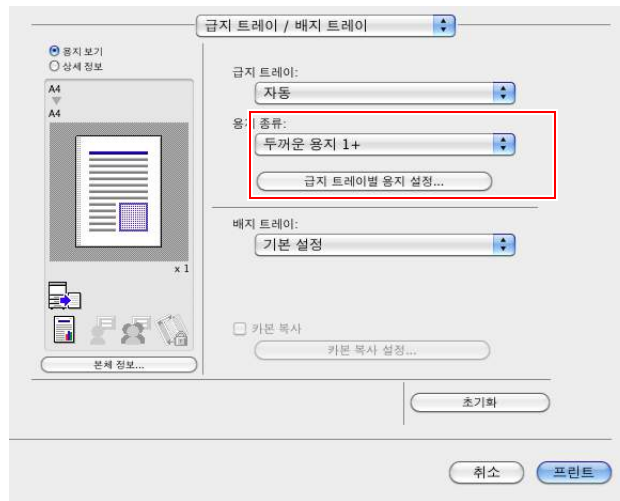 급지 트레이 / 배지 트레이
용지 보기
상세 정보
A4
A4
x 1
본체 정보...
급지 트레이:
자동
용지 종류:
두꺼운 용지 1+
급지 트레이별 용지 설정...
배지 트레이:
기본 설정
카본 복사
카본 복사 설정...
초기화
취소
프린트